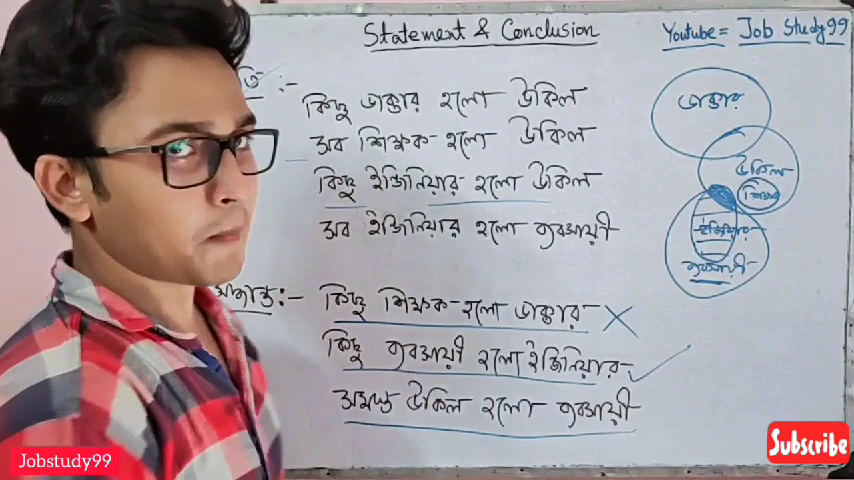 Statement & Conclusion
Youtube = Job Study99
কিছু ডাক্তার হলো উকিল
সব শিক্ষক হলো উকিল
কিছু ইঞ্জিনিয়ার হলো উকিল
সব ইঞ্জিনিয়ার হলো ব্যবসায়ী
কিছু শিক্ষক হলো ডাক্তার
কিছু ব্যবসায়ী হলো ইঞ্জিনিয়ার
সমস্ত উকিল হলো ব্যবসায়ী
ডাক্তার
উকিল
শিক্ষক
ইঞ্জিনিয়ার
ব্যবসায়ী
Jobstudy99
Subscribe